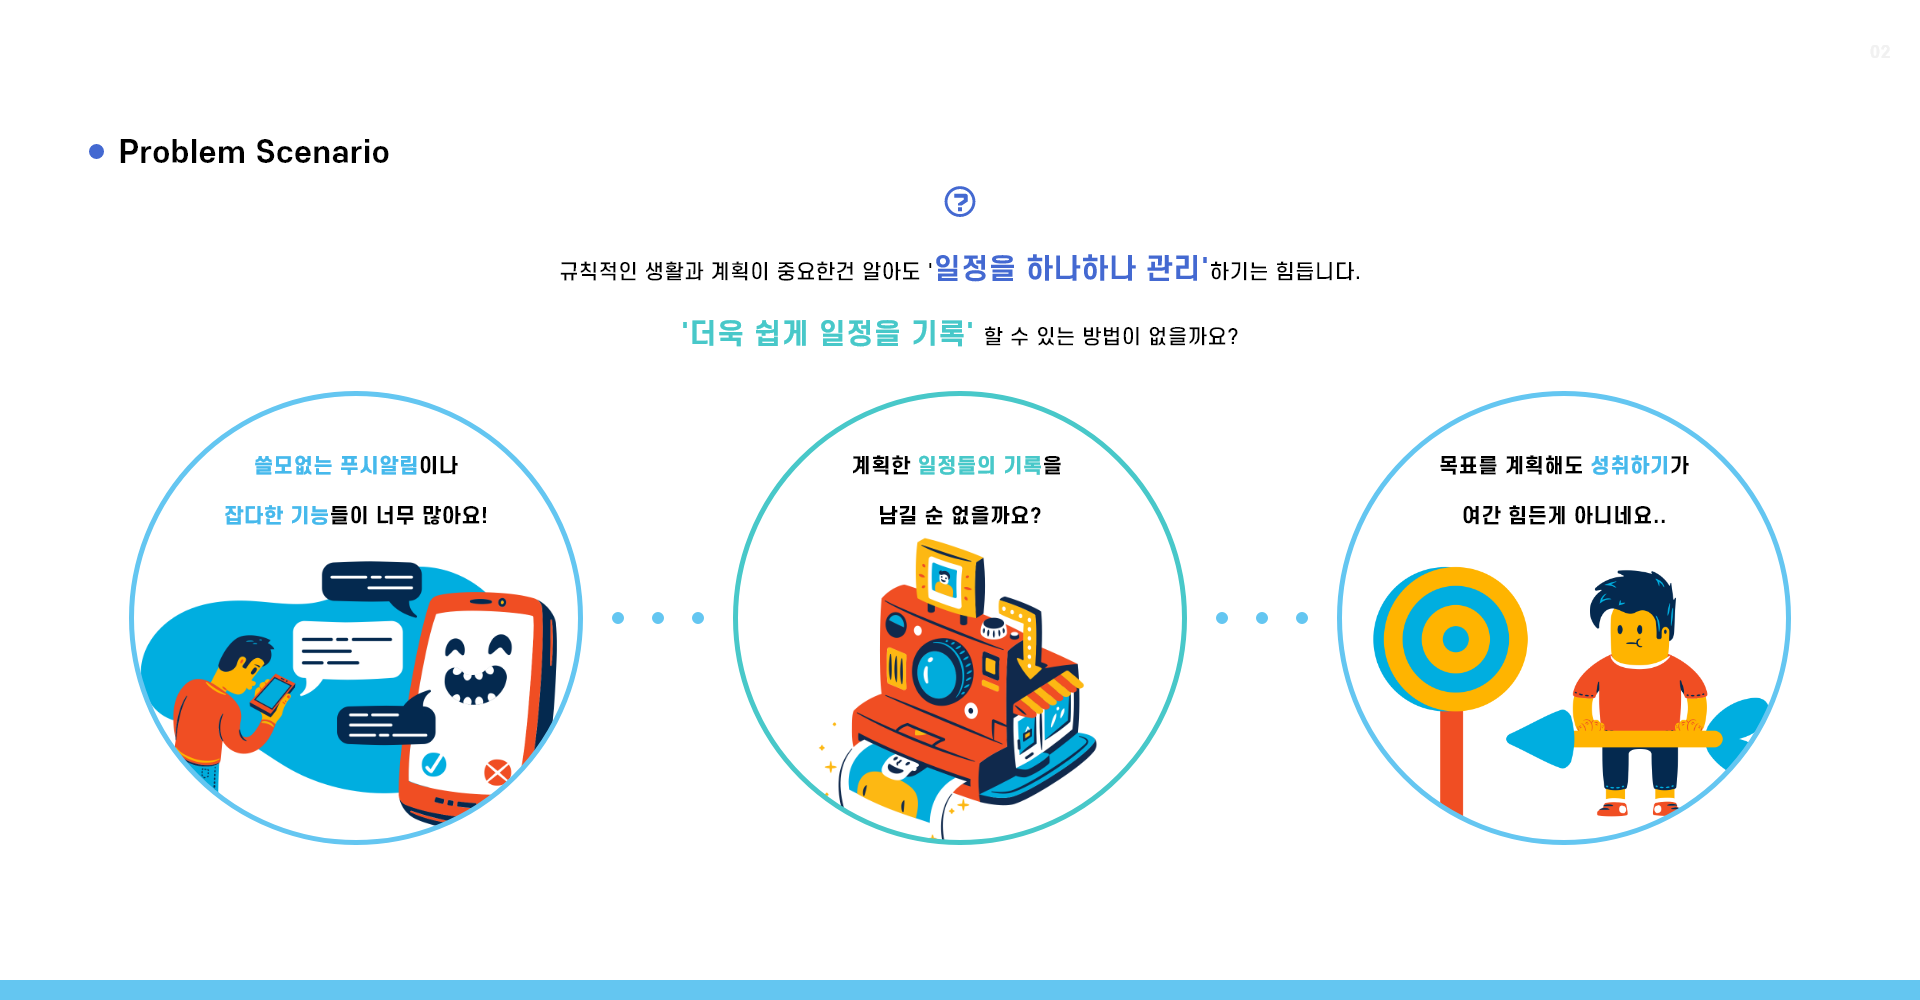 02
Problem Scenario
규칙적인 생활과 계획이 중요한건 알아도 '일정을 하나하나 관리'하기는 힘듭니다.
'더욱 쉽게 일정을 기록' 할 수 있는 방법이 없을까요?
쓸모없는 푸시알림이나
잡다한 기능들이 너무 많아요!
계획한 일정들의 기록을
남길 순 없을까요?
목표를 계획해도 성취하기가
여간 힘든게 아니네요..